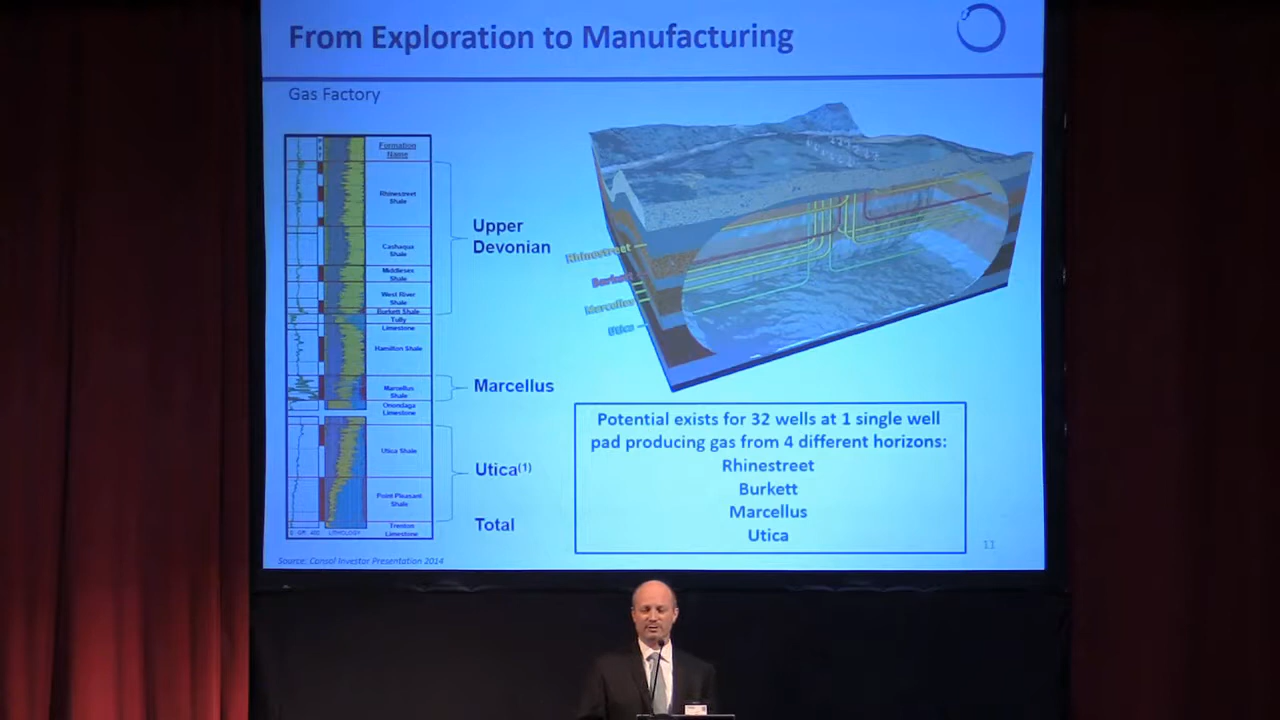 From Exploration to Manufacturing
Gas Factory
Formation
Name
Rhinestreet
Shale
Cashaqua
Shale
Middlesex
Shale
West River
Shale
Burkett Shale
Tully
Limestone
Hamilton Shale
Marcellus
Shale
Onondaga
Limestone
Utica Shale
Point Pleasant
Shale
Trenton
Limestone
LITHOLOGY
Upper
Devonian
Marcellus
Utica(1)
Total
Rhinestreet
Burkett
Marcellus
Utica
Potential exists for 32 wells at 1 single well
pad producing gas from 4 different horizons:
Rhinestreet
Burkett
Marcellus
Utica
11
Source: Consol Investor Presentation 2014